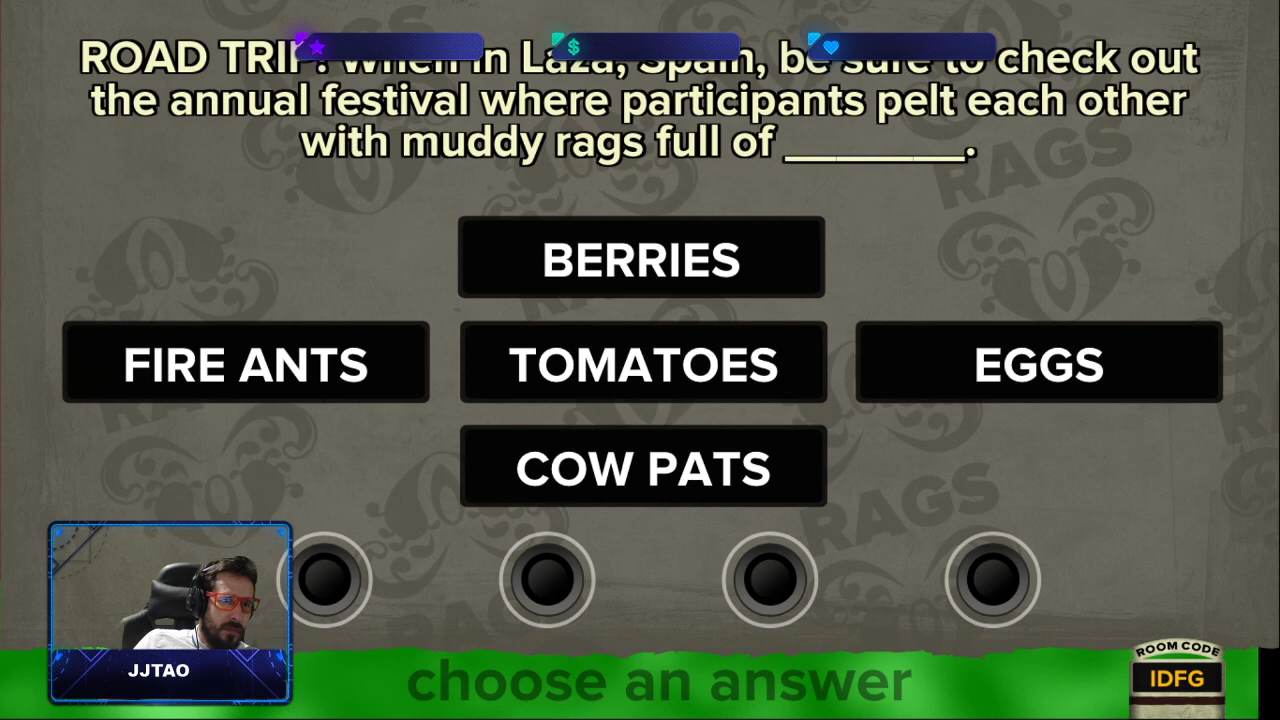 ROAD TRIP: When in Laza, Spain, be sure to check out
the annual festival where participants pelt each other
with muddy rags full of ________.
BERRIES
FIRE ANTS
TOMATOES
EGGS
COW PATS
RAGS
RAGS
JJTAO
choose an answer
ROOM CODE
IDFG